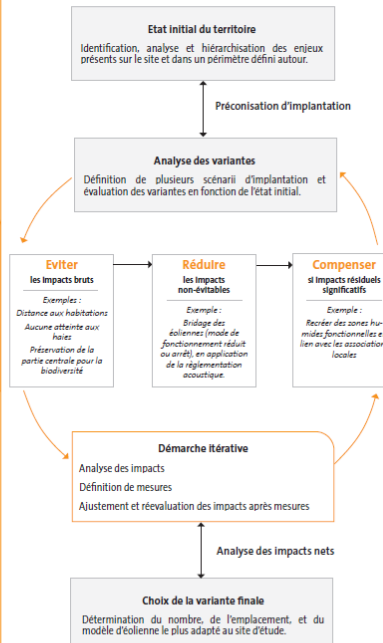 Etat initial du territoire
Identification, analyse et hiérarchisation des enjeux
présents sur le site et dans un périmètre défini autour.
Préconisation d'implantation
Analyse des variantes
Définition de plusieurs scénarii d'implantation et
évaluation des variantes en fonction de l'état initial.
Eviter
les impacts bruts
Exemples :
Distance aux habitations
Aucune atteinte aux
haies
Préservation de la
partie centrale pour la
biodiversité
Réduire
les impacts
non-évitables
Exemple :
Bridage des
éoliennes (mode de
fonctionnement réduit
ou arrêt), en application
de la règlementation
acoustique.
Compenser
si impacts résiduels
significatifs
Exemple :
Recréer des zones hu-
mides fonctionnelles e
lien avec les association
locales
Démarche itérative
Analyse des impacts
Définition de mesures
Ajustement et réevaluation des impacts après mesures
Analyse des impacts nets
Choix de la variante finale
Détermination du nombre, de l'emplacement, et du
modèle d'éolienne le plus adapté au site d'étude.